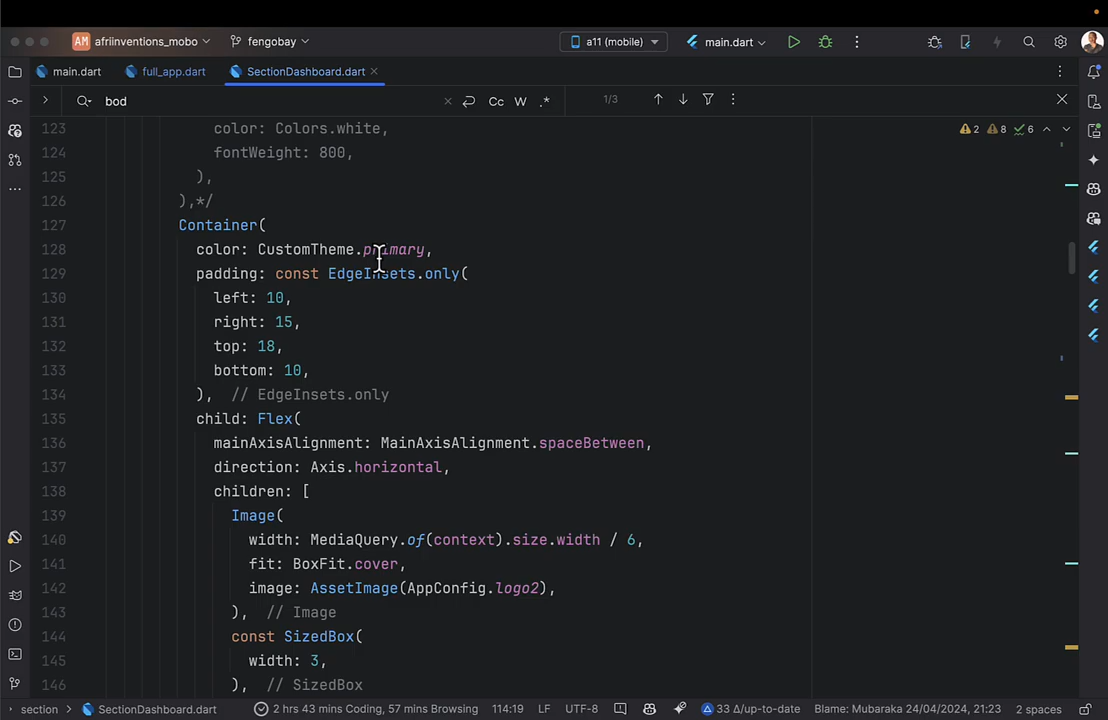 AM afriinventions_mobo fengobay a11 (mobile) main.dart
main.dart full_app.dart SectionDashboard.dart
bod Cc W .* 1/3
123 color: Colors.white, 2 8 6
124 fontWeight: 800,
125 ),
126 ),*/
127 Container(
128 color: CustomTheme.primary,
129 padding: const EdgeInsets.only(
130 left: 10,
131 right: 15,
132 top: 18,
133 bottom: 10,
134 ), // EdgeInsets.only
135 child: Flex(
136 mainAxisAlignment: MainAxisAlignment.spaceBetween,
137 direction: Axis.horizontal,
138 children: [
139 Image(
140 width: MediaQuery.of(context).size.width / 6,
141 fit: BoxFit.cover,
142 image: AssetImage(AppConfig.logo2),
143 ), // Image
144 const SizedBox(
145 width: 3,
146 ), // SizedBox
section SectionDashboard.dart 2 hrs 43 mins Coding, 57 mins Browsing 114:19 LF UTF-8 33 Δ/up-to-date Blame: Mubaraka 24/04/2024, 21:23 2 spaces